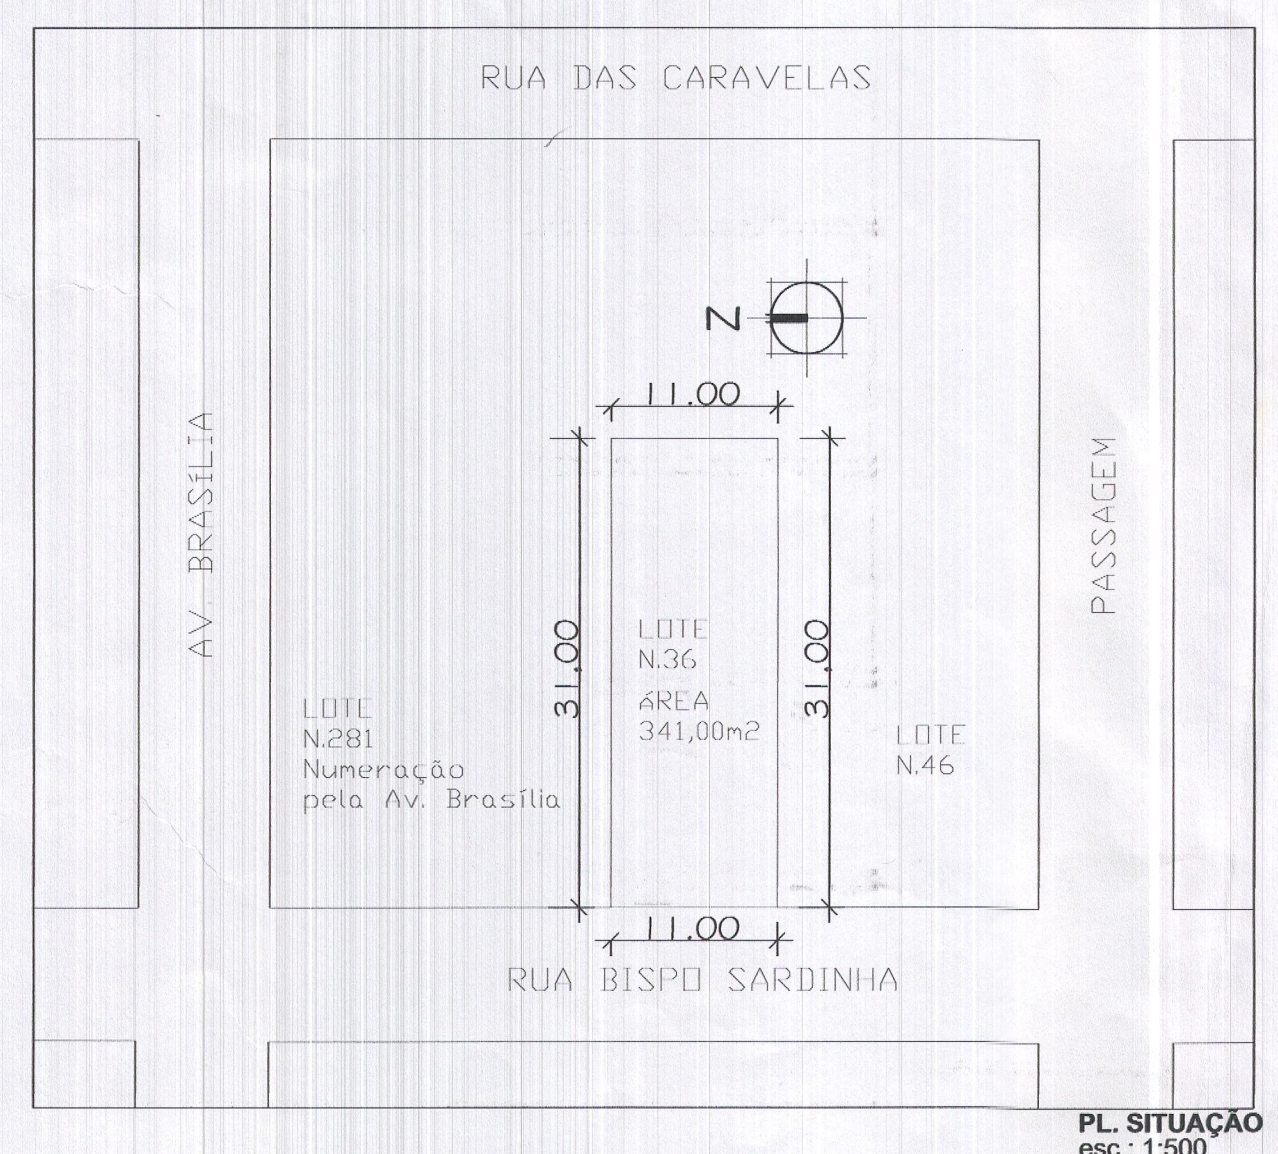 RUA DAS CARAVELAS
N
11.00
AV. BRASÍLIA
PASSAGEM
31.00
31.00
LOTE
N.36
ÁREA
341,00m2
LOTE
N.281
Numeração
pela Av. Brasília
LOTE
N.46
11.00
RUA BISPO SARDINHA
PL. SITUAÇÃO
esc : 1:500